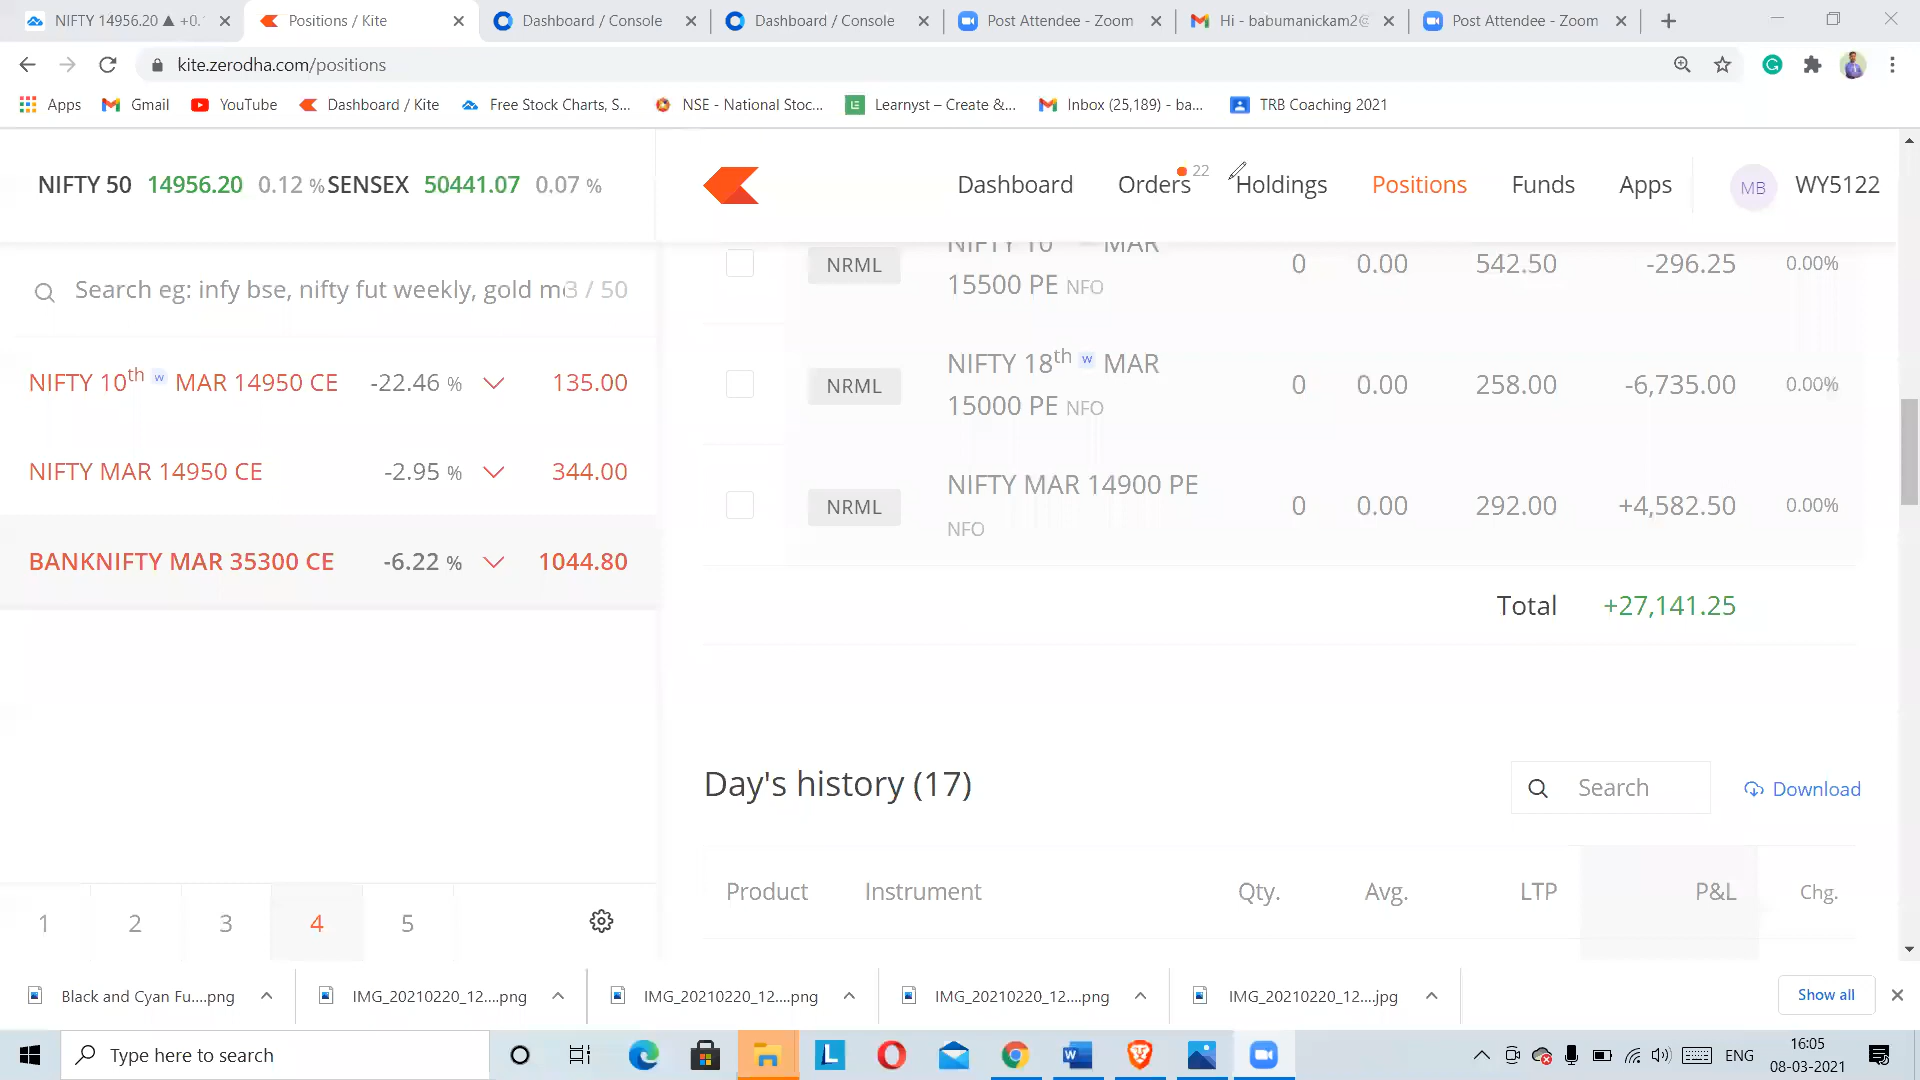 NIFTY 14956.20 ▲ +0.
Positions / Kite
Dashboard / Console
Dashboard / Console
Post Attendee - Zoom
Hi - babumanickam2@
Post Attendee - Zoom
kite.zerodha.com/positions
Apps
Gmail
YouTube
Dashboard / Kite
Free Stock Charts, S...
NSE - National Stoc...
Learnyst – Create &...
Inbox (25,189) - ba...
TRB Coaching 2021
NIFTY 50 14956.20 0.12 % SENSEX 50441.07 0.07 %
Dashboard Orders 22 Holdings Positions Funds Apps MB WY5122
Search eg: infy bse, nifty fut weekly, gold m 3 / 50
NIFTY 10th w MAR 14950 CE -22.46 % 135.00
NIFTY MAR 14950 CE -2.95 % 344.00
BANKNIFTY MAR 35300 CE -6.22 % 1044.80
1 2 3 4 5
NIFTY 10 MAR
NRML 15500 PE NFO 0 0.00 542.50 -296.25 0.00%
NIFTY 18th w MAR
NRML 15000 PE NFO 0 0.00 258.00 -6,735.00 0.00%
NRML NIFTY MAR 14900 PE 0 0.00 292.00 +4,582.50 0.00%
NFO
Total +27,141.25
Day's history (17)
Search
Download
Product Instrument Qty. Avg. LTP P&L Chg.
Black and Cyan Fu....png
IMG_20210220_12....png
IMG_20210220_12....png
IMG_20210220_12....png
IMG_20210220_12....jpg
Show all
Type here to search
ENG
16:05
08-03-2021